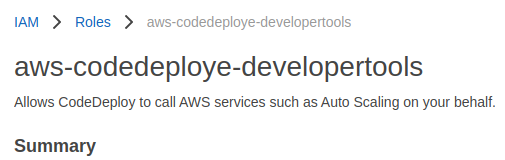 IAM > Roles > aws-codedeploye-developertools
aws-codedeploye-developertools
Allows CodeDeploy to call AWS services such as Auto Scaling on your behalf.
Summary